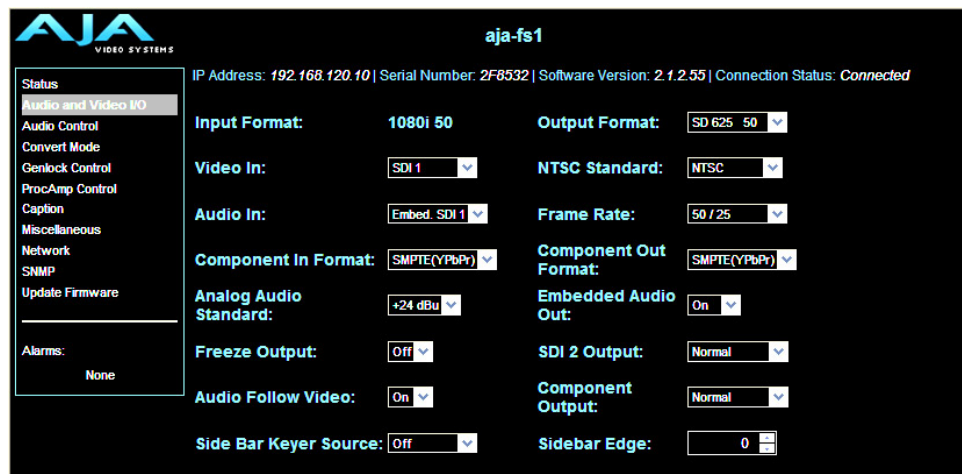 AJA
VIDEO SYSTEMS
aja-fs1
IP Address: 192.168.120.10 | Serial Number: 2F8532 | Software Version: 2.1.2.55 | Connection Status: Connected
Status
Audio and Video I/O
Audio Control
Convert Mode
Genlock Control
ProcAmp Control
Caption
Miscellaneous
Network
SNMP
Update Firmware
Alarms:
None
Input Format: 1080i 50 Output Format: SD 625 50
Video In: SDI 1 NTSC Standard: NTSC
Audio In: Embed. SDI 1 Frame Rate: 50 / 25
Component In Format: SMPTE(YPbPr) Component Out Format: SMPTE(YPbPr)
Analog Audio Standard: +24 dBu Embedded Audio Out: On
Freeze Output: Off SDI 2 Output: Normal
Audio Follow Video: On Component Output: Normal
Side Bar Keyer Source: Off Sidebar Edge: 0